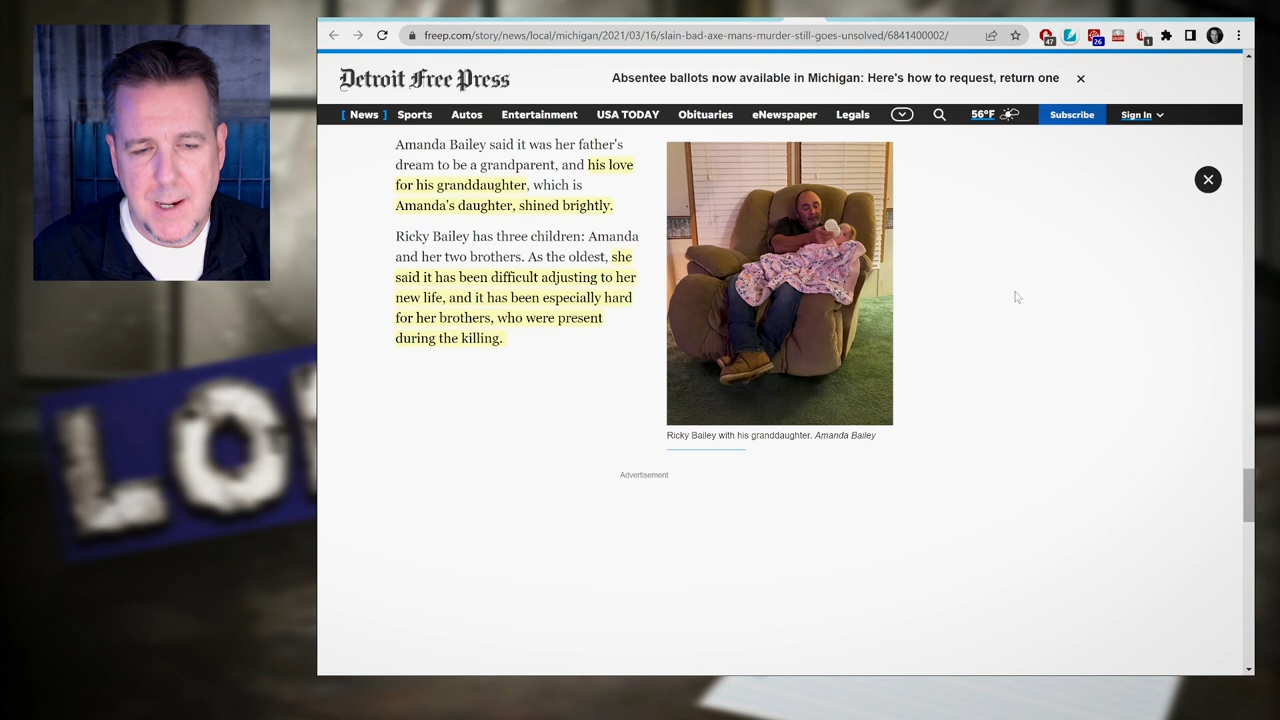 freep.com/story/news/local/michigan/2021/03/16/slain-bad-axe-mans-murder-still-goes-unsolved/6841400002/
47
26
1
Detroit Free Press
Absentee ballots now available in Michigan: Here's how to request, return one
[ News ] Sports Autos Entertainment USA TODAY Obituaries eNewspaper Legals 56°F Subscribe Sign In
Amanda Bailey said it was her father's
dream to be a grandparent, and his love
for his granddaughter, which is
Amanda's daughter, shined brightly.
Ricky Bailey has three children: Amanda
and her two brothers. As the oldest, she
said it has been difficult adjusting to her
new life, and it has been especially hard
for her brothers, who were present
during the killing.
Ricky Bailey with his granddaughter. Amanda Bailey
Advertisement
LO